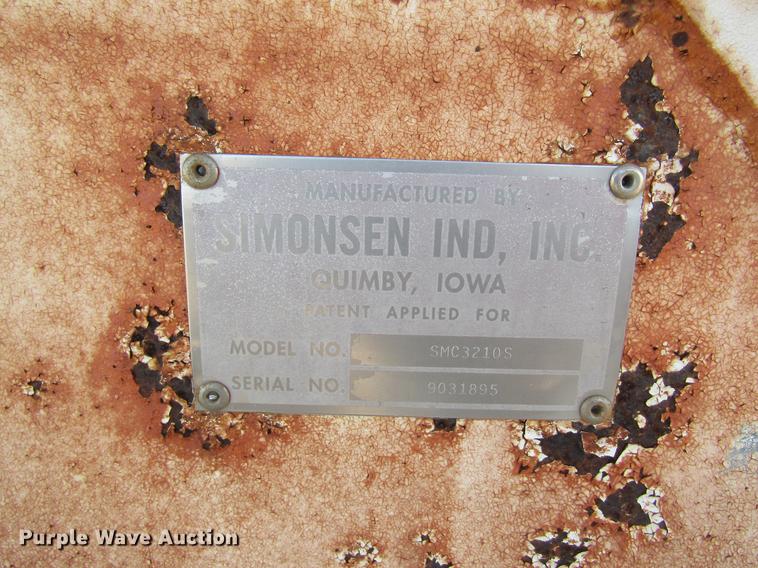 MANUFACTURED BY
SIMONSEN IND, INC.
QUIMBY, IOWA
PATENT APPLIED FOR
MODEL NO. SMC3210S
SERIAL NO. 9031895
Purple Wave Auction